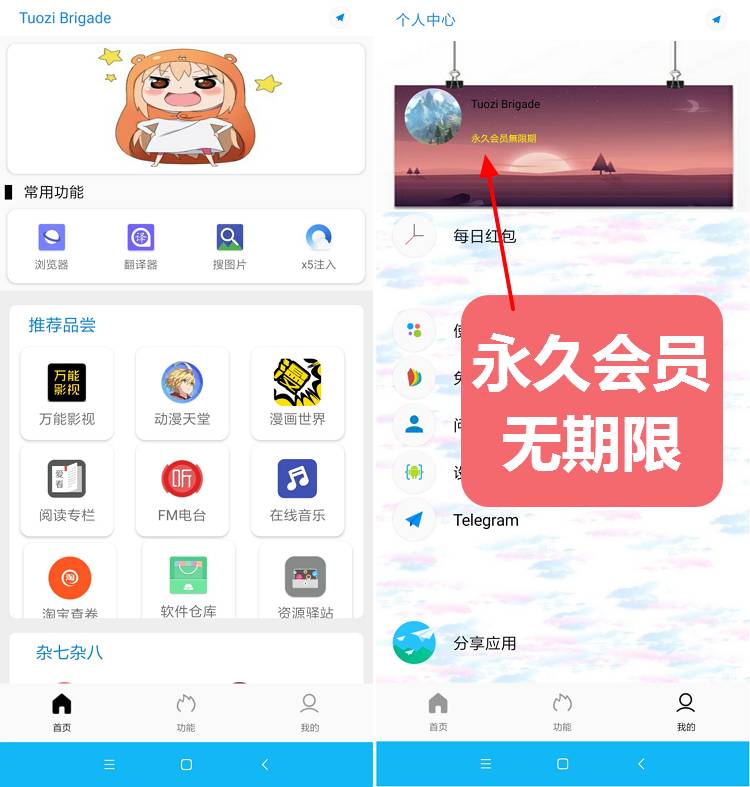 Tuozi Brigade
常用功能
浏览器
翻译器
搜图片
x5注入
推荐品尝
万能影视
万能影视
动漫天堂
漫画世界
爱看
阅读专栏
听
FM电台
在线音乐
淘
淘宝查卷
软件仓库
资源驿站
杂七杂八
首页
功能
我的
个人中心
Tuozi Brigade
永久会员無限期
每日红包
永久会员
无期限
Telegram
分享应用
首页
功能
我的